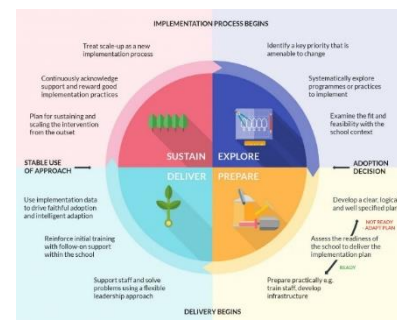 IMPLEMENTATION PROCESS BEGINS
Treat scale-up as a new
implementation process
Identify a key priority that is
amenable to change
Continuously acknowledge
support and reward good
implementation practices
Systematically explore
programmes or practices
to implement
Plan for sustaining and
scaling the intervention
from the outset
Examine the fit and
feasibility with the
school context
SUSTAIN
EXPLORE
STABLE USE
OF APPROACH
ADOPTION
DECISION
DELIVER
PREPARE
Use implementation data
to drive faithful adoption
and intelligent adaption
Develop a clear, logica
and well specified plan
NOT READY
ADAPT PLAN
Reinforce initial training
with follow-on support
within the school
Assess the readiness
of the school to deliver the
implementation plan
READY
Support staff and solve
problems using a flexible
leadership approach
Prepare practically e.g.
train staff, develop
infrastructure
DELIVERY BEGINS